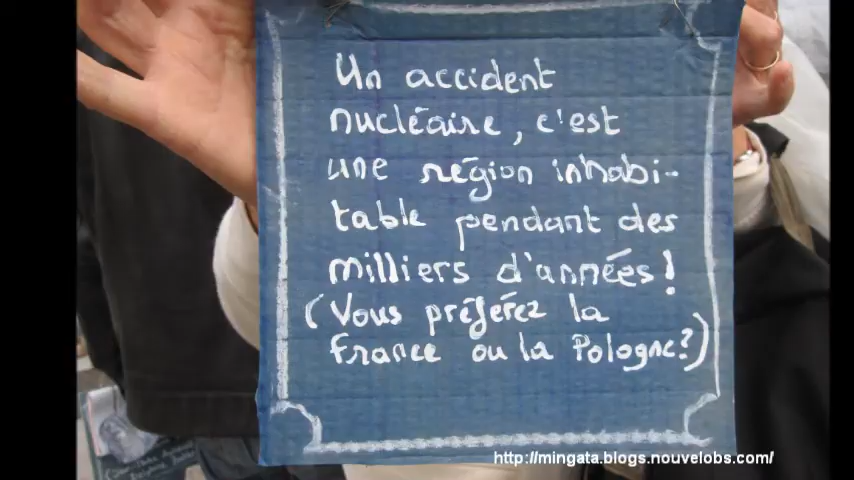 Un accident
nucléaire, c'est
une région inhabi-
table pendant des
milliers d'années!
(Vous préférez la
France ou la Pologne?)
http://mingata.blogs.nouvelobs.com/